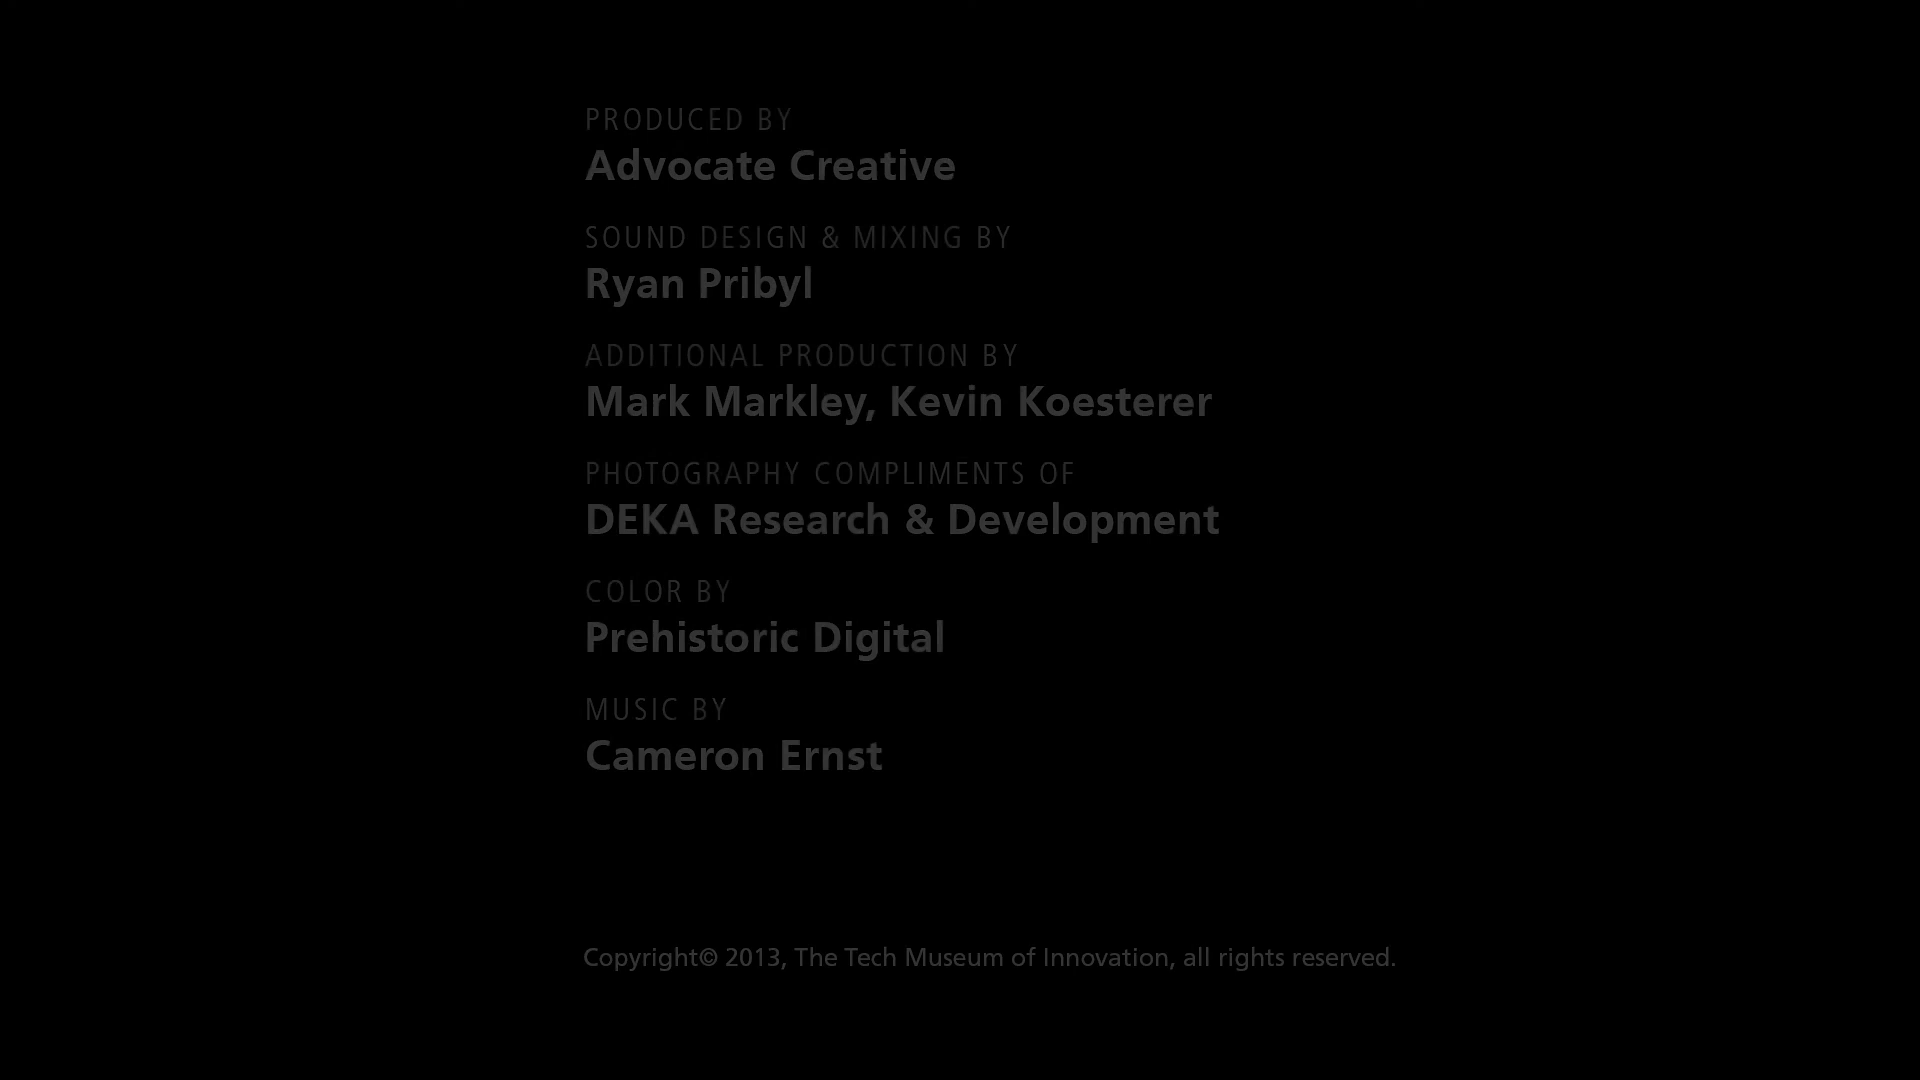 PRODUCED BY
Advocate Creative
SOUND DESIGN & MIXING BY
Ryan Pribyl
ADDITIONAL PRODUCTION BY
Mark Markley, Kevin Koesterer
PHOTOGRAPHY COMPLIMENTS OF
DEKA Research & Development
COLOR BY
Prehistoric Digital
MUSIC BY
Cameron Ernst
Copyright© 2013, The Tech Museum of Innovation, all rights reserved.